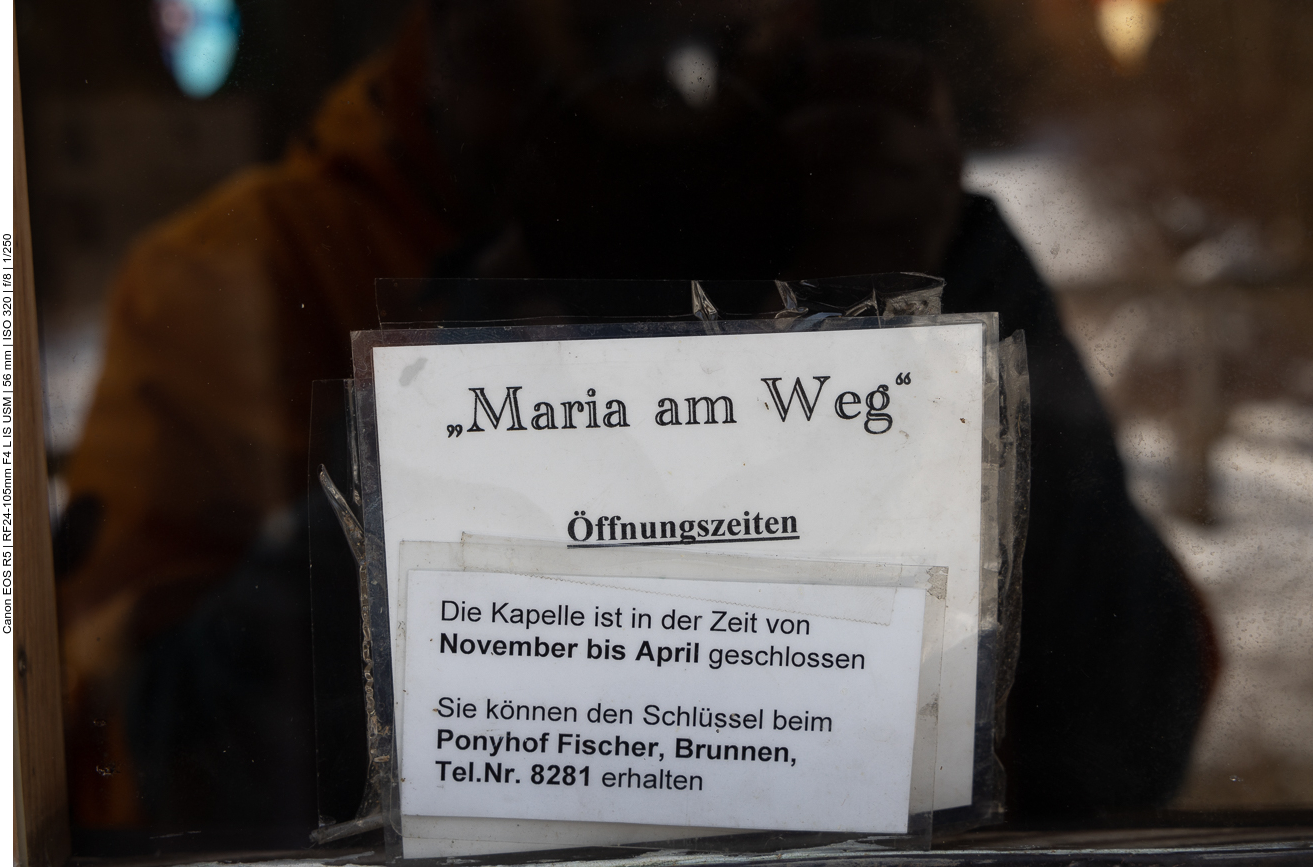 Canon EOS R5 | RF24-105mm F4 L IS USM | 56 mm | ISO 320 | f/8 | 1/250
„Maria am Weg“
Öffnungszeiten
Die Kapelle ist in der Zeit von
November bis April geschlossen
Sie können den Schlüssel beim
Ponyhof Fischer, Brunnen,
Tel.Nr. 8281 erhalten